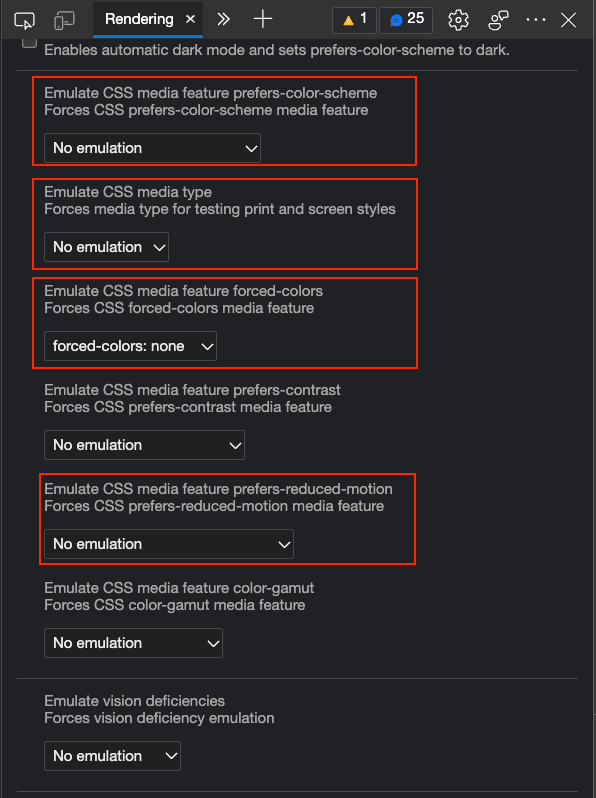 Rendering
1
25
Enables automatic dark mode and sets prefers-color-scheme to dark.
Emulate CSS media feature prefers-color-scheme
Forces CSS prefers-color-scheme media feature
No emulation
Emulate CSS media type
Forces media type for testing print and screen styles
No emulation
Emulate CSS media feature forced-colors
Forces CSS forced-colors media feature
forced-colors: none
Emulate CSS media feature prefers-contrast
Forces CSS prefers-contrast media feature
No emulation
Emulate CSS media feature prefers-reduced-motion
Forces CSS prefers-reduced-motion media feature
No emulation
Emulate CSS media feature color-gamut
Forces CSS color-gamut media feature
No emulation
Emulate vision deficiencies
Forces vision deficiency emulation
No emulation